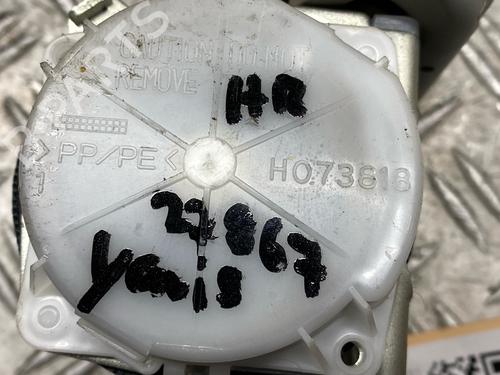 CAUTION DO NOT
REMOVE
HR
>PP/PE<
H073818
27867
Yaris